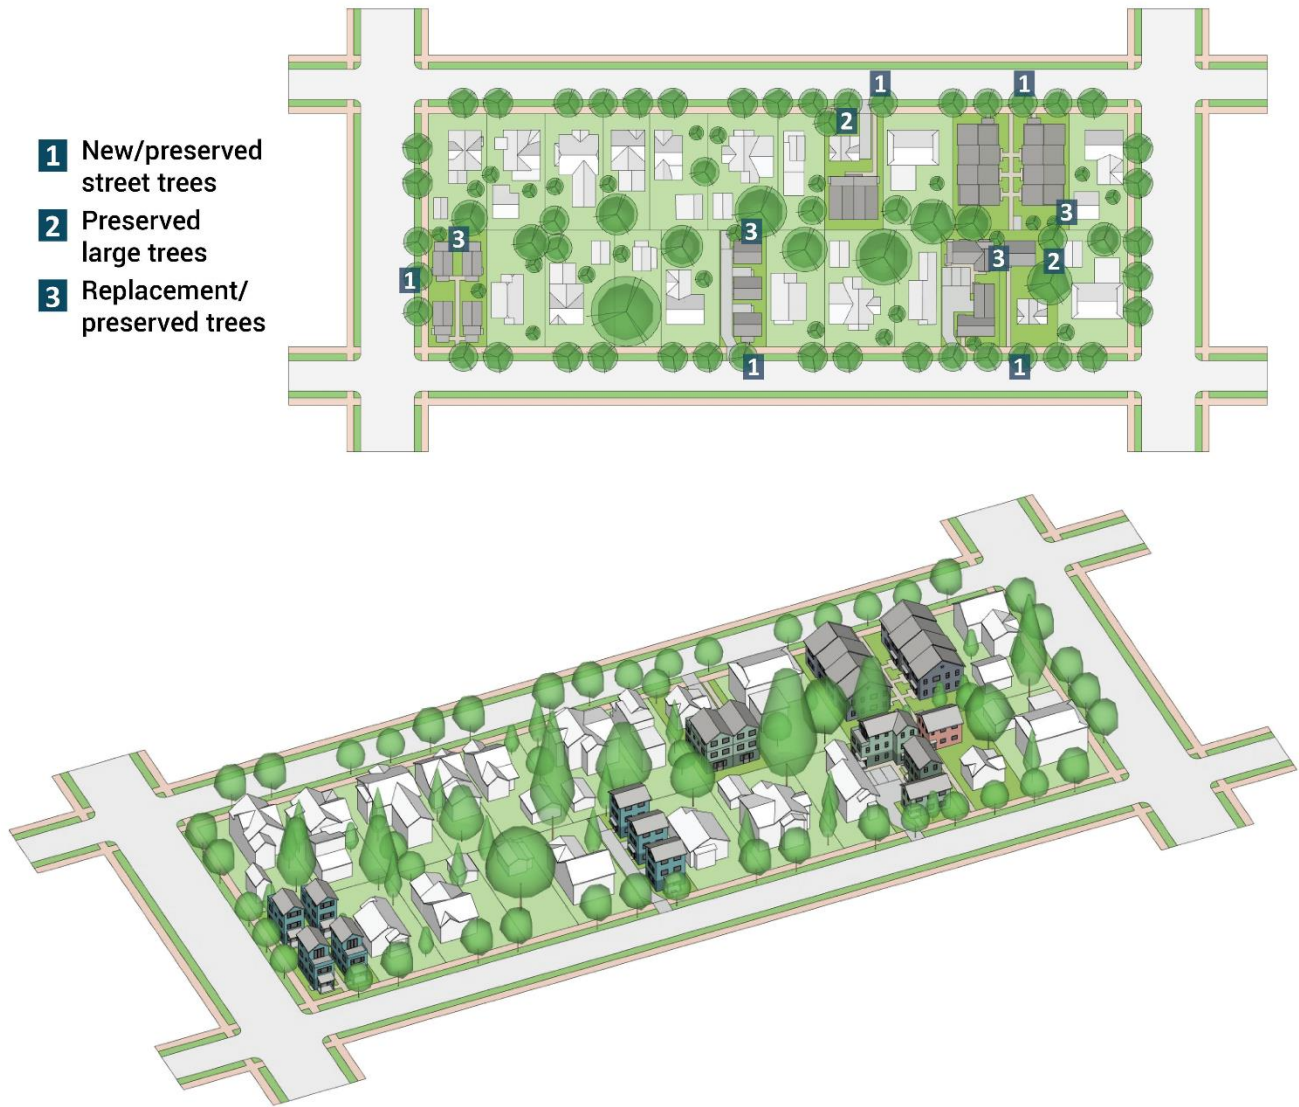 1 New/preserved
street trees
2 Preserved
large trees
3 Replacement/
preserved trees
1
1
2
3
3
3
1
3
2
1
1